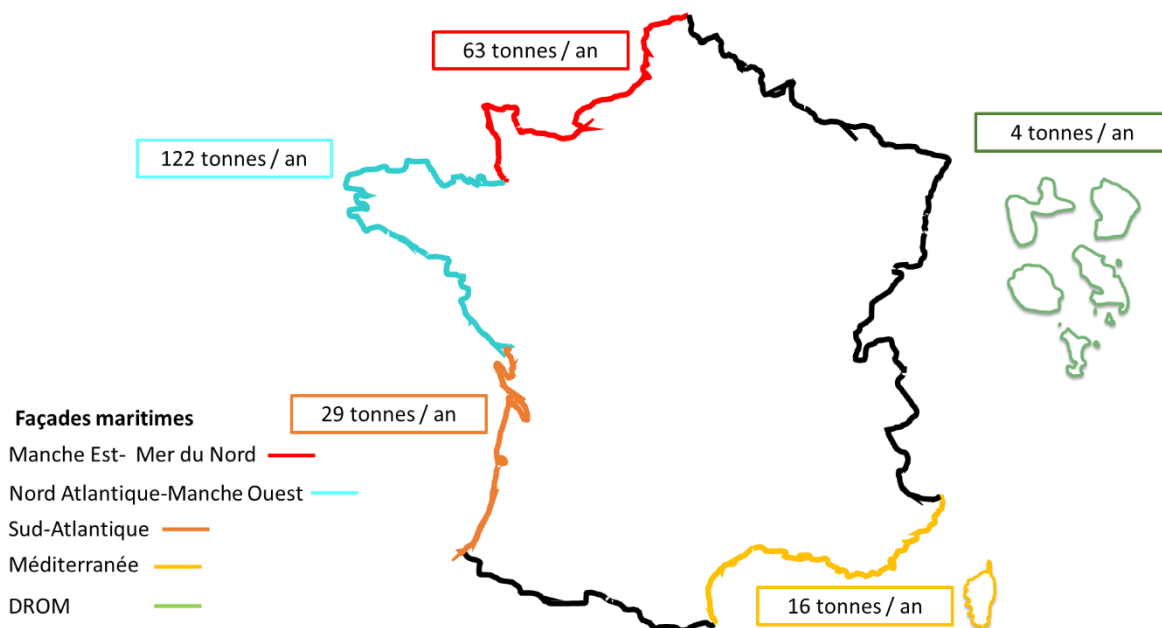 63 tonnes / an
4 tonnes / an
122 tonnes / an
29 tonnes / an
Façades maritimes
Manche Est- Mer du Nord
Nord Atlantique-Manche Ouest
Sud-Atlantique
Méditerranée
DROM
16 tonnes / an